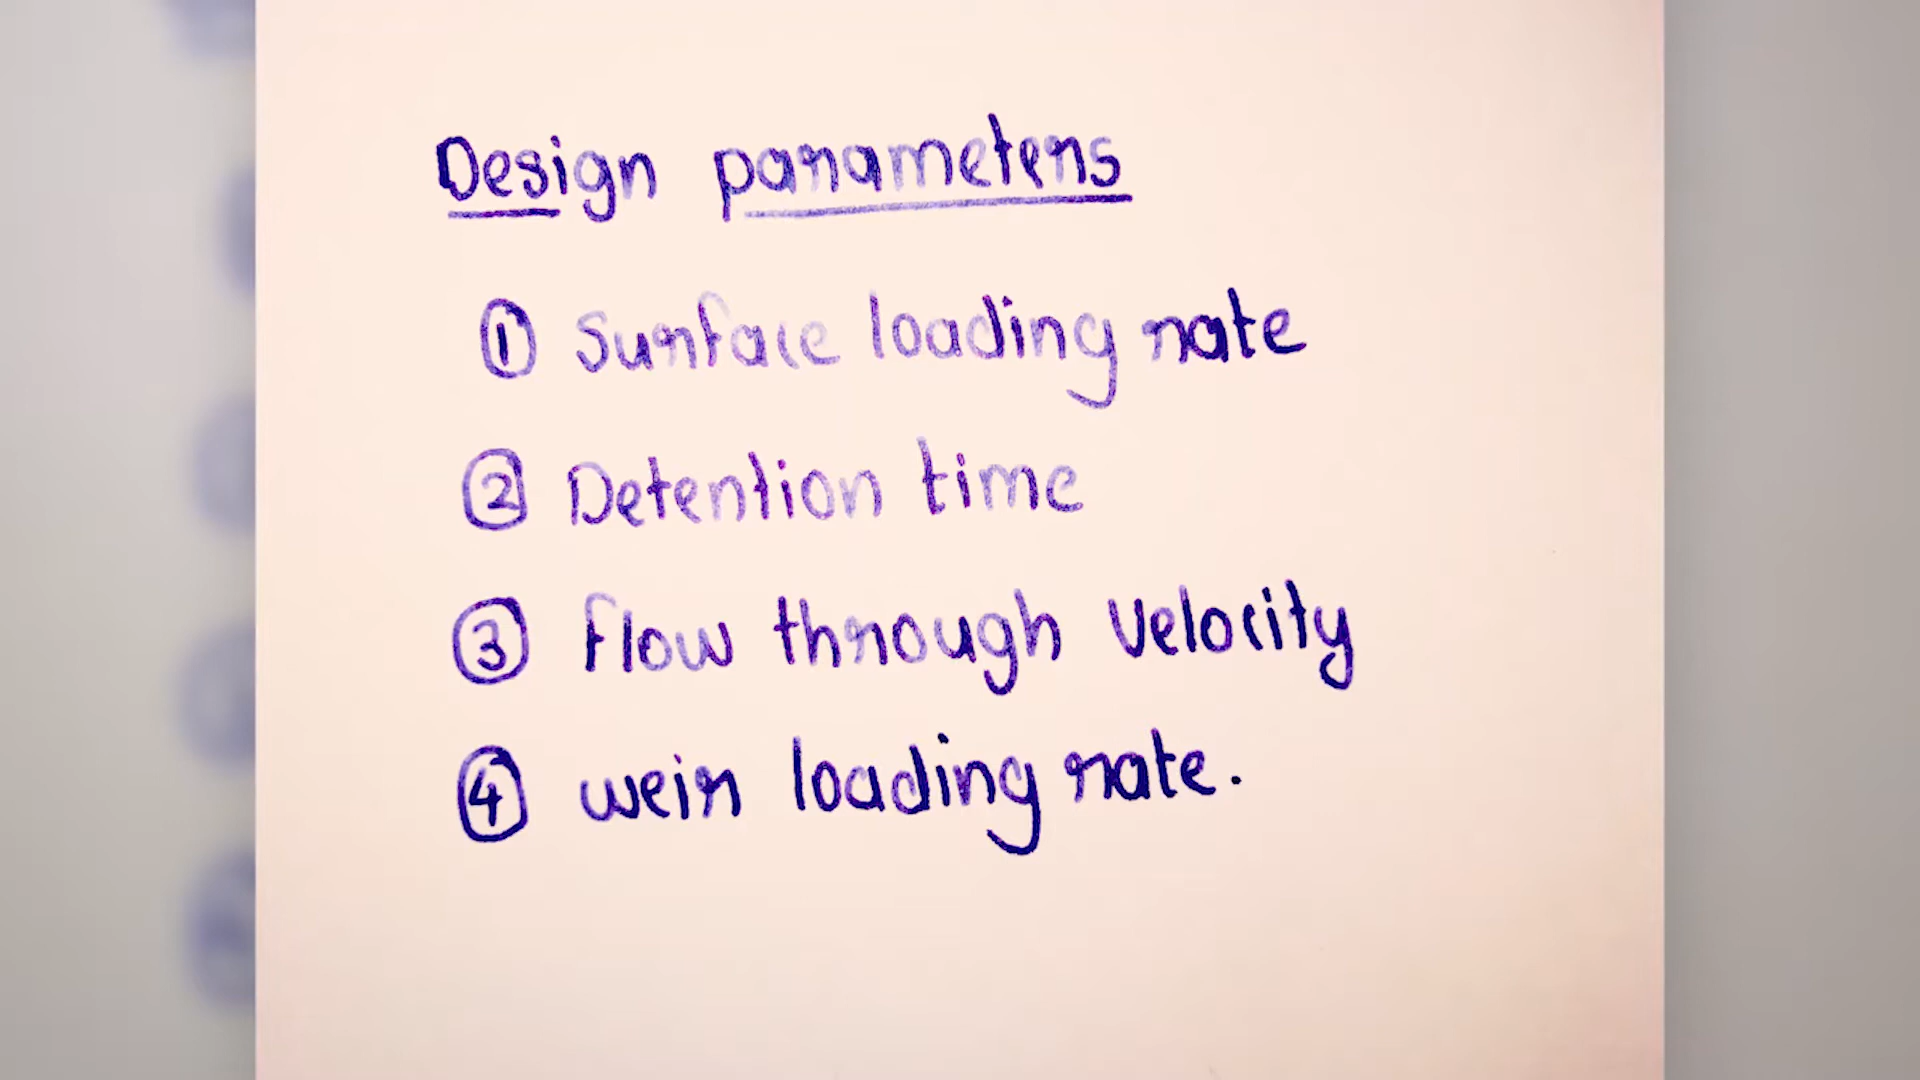 Design parameters
① Surface loading rate
② Detention time
③ Flow through velocity
④ weir loading rate.